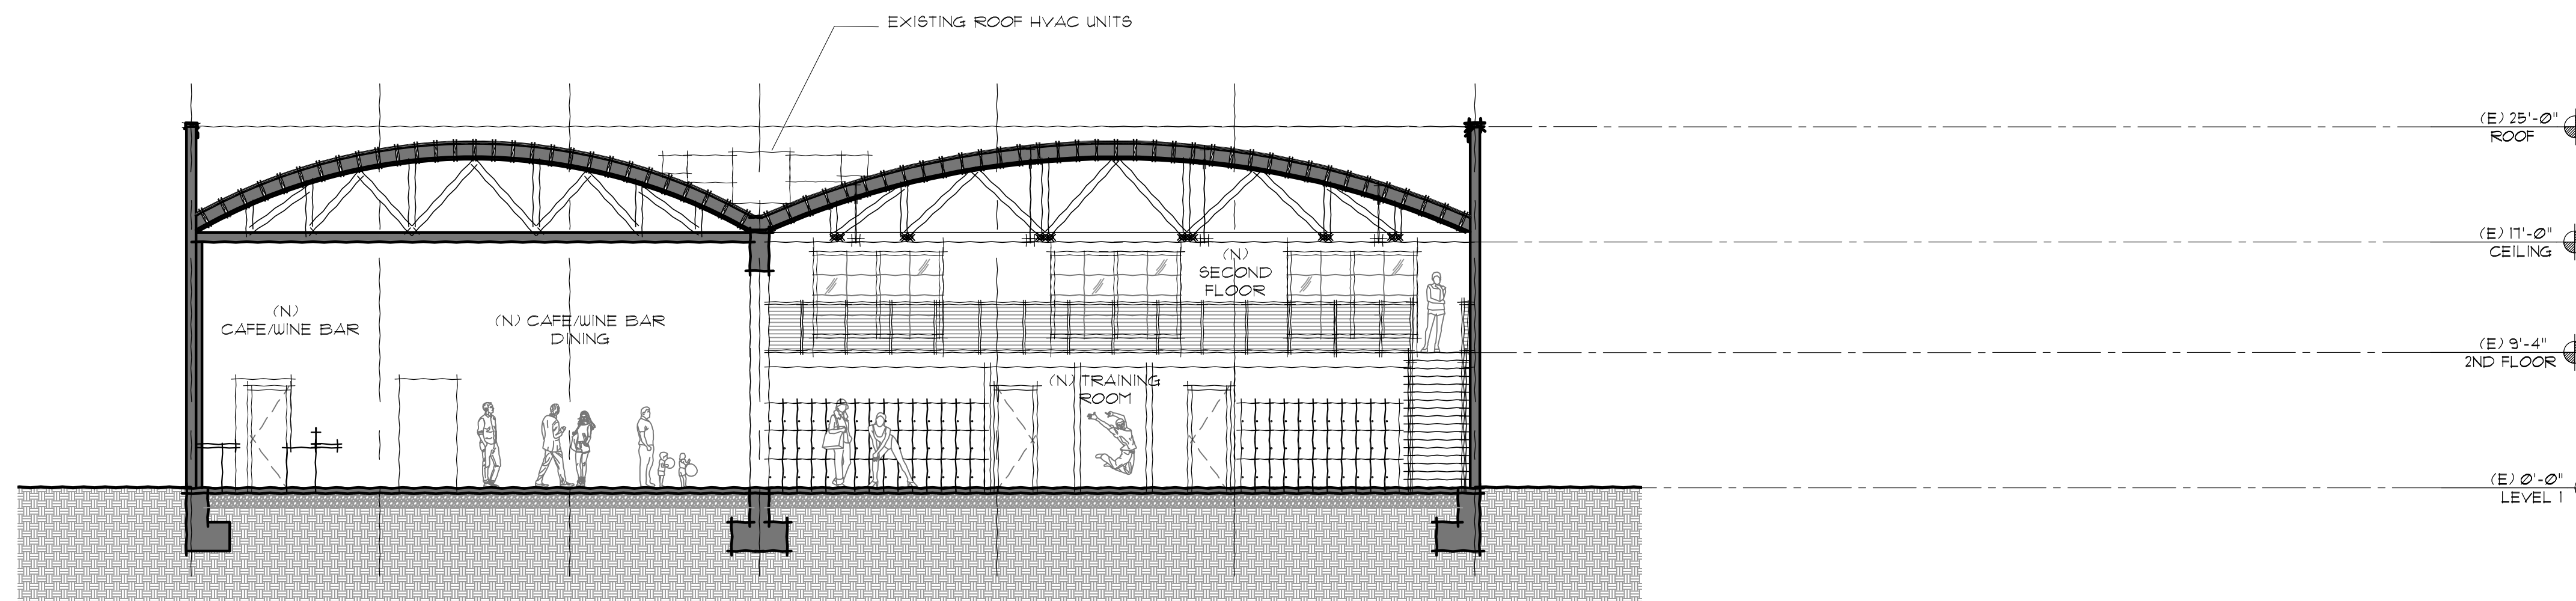 EXISTING ROOF HVAC UNITS
(E) 25'-0"
ROOF
(E) 17'-0"
CEILING
(N)
SECOND
FLOOR
(N)
CAFE/WINE BAR
(N) CAFE/WINE BAR
DINING
(E) 9'-4"
2ND FLOOR
(N) TRAINING
ROOM
(E) 0'-0"
LEVEL 1